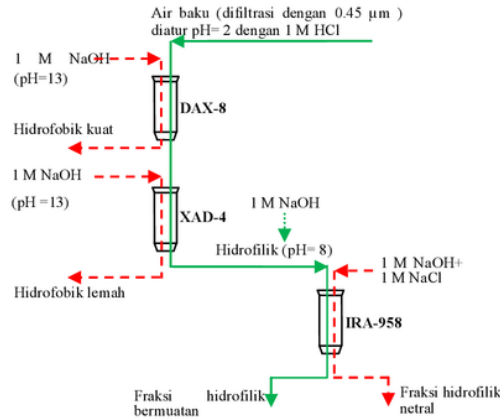 Air baku (difiltrasi dengan 0.45 µm )
diatur pH= 2 dengan 1 M HCl
1 M NaOH
(pH=13)
DAX-8
Hidrofobik kuat
1 M NaOH
(pH =13)
XAD-4
1 M NaOH
Hidrofilik (pH= 8)
1 M NaOH+
1 M NaCl
Hidrofobik lemah
IRA-958
Fraksi hidrofilik
bermuatan
Fraksi hidrofilik
netral